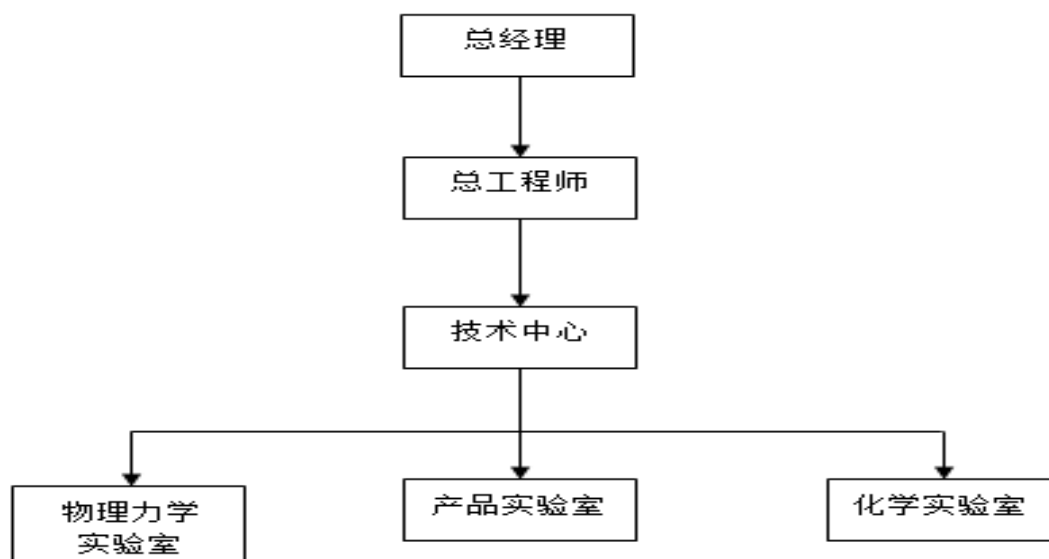 总经理
总工程师
技术中心
物理力学
实验室
产品实验室
化学实验室